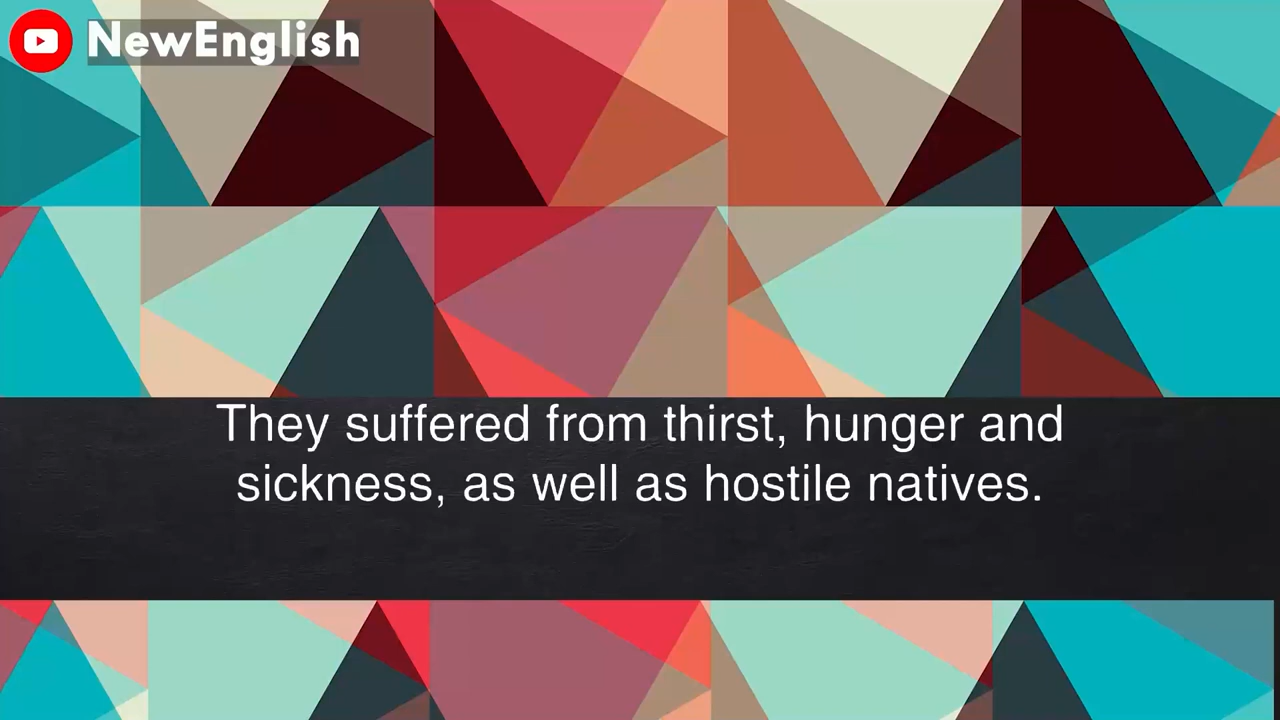 NewEnglish
They suffered from thirst, hunger and
sickness, as well as hostile natives.